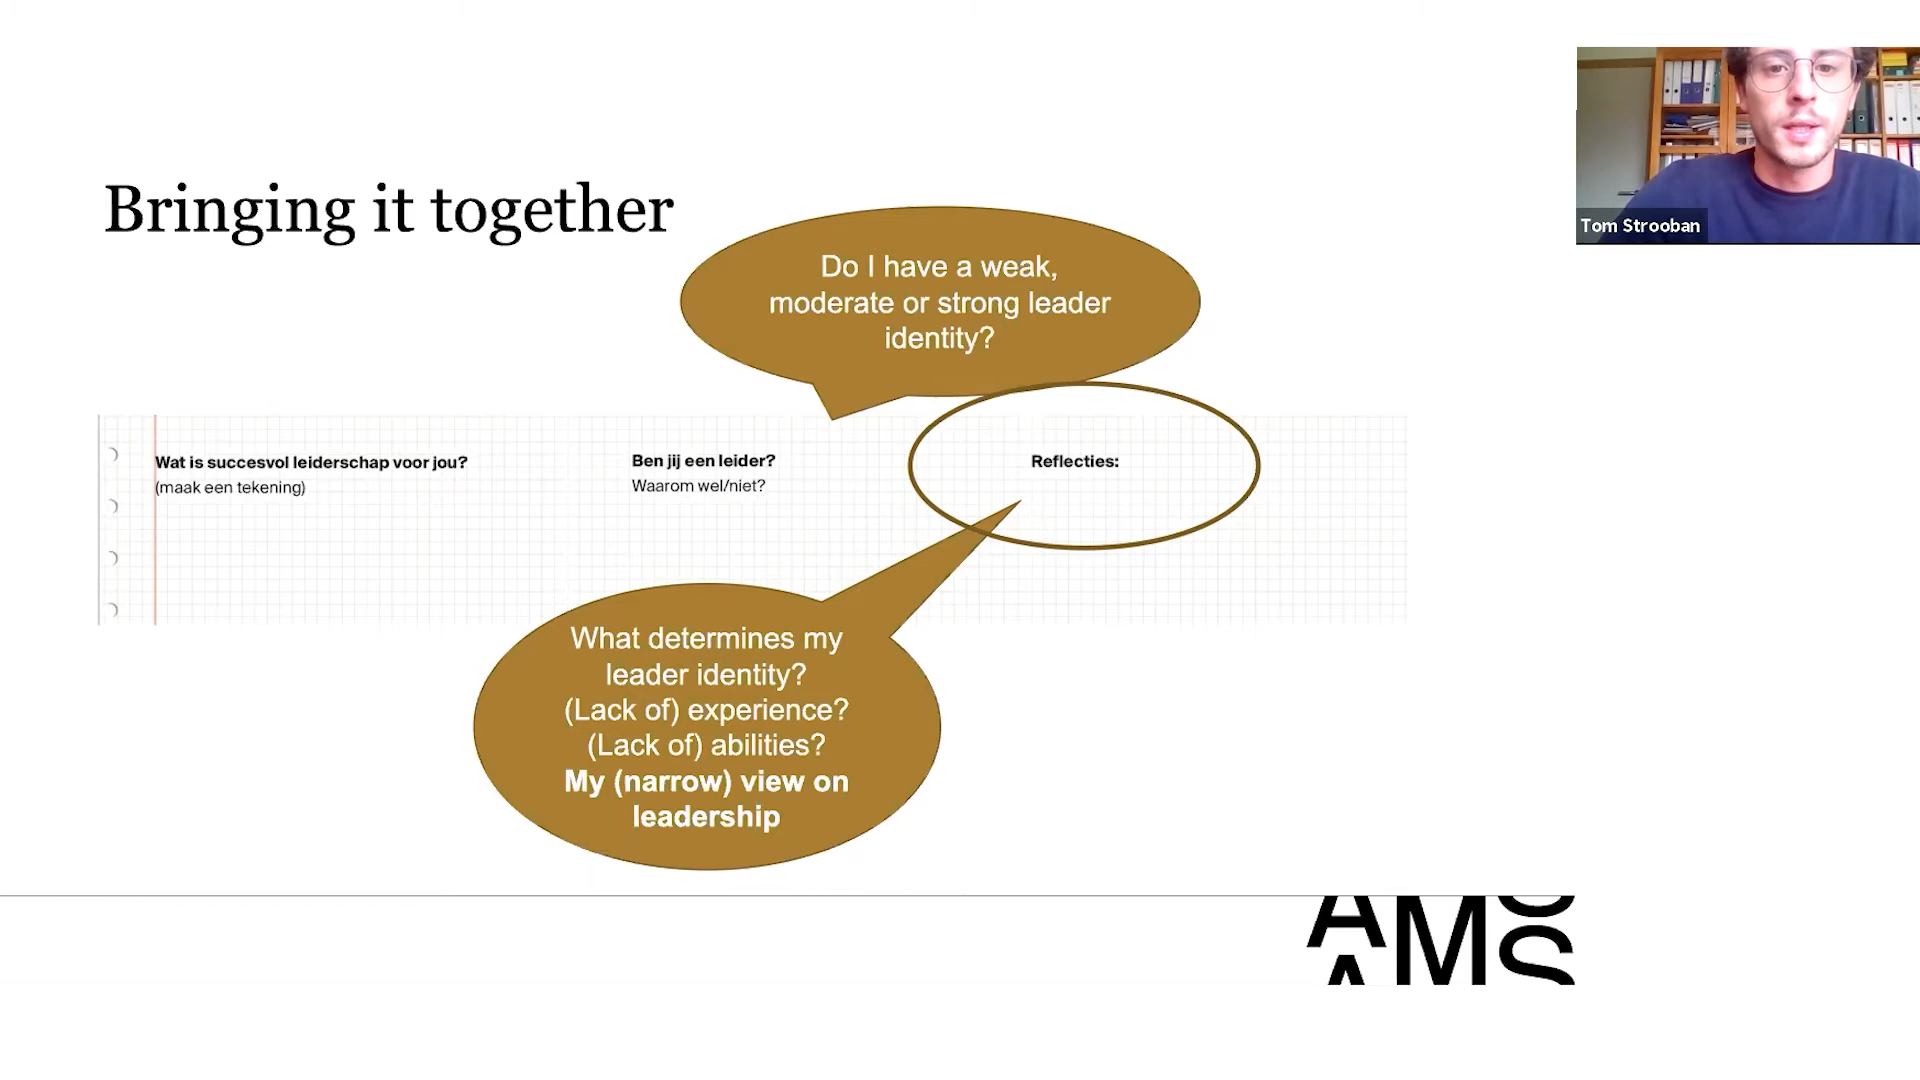 Tom Strooban
Bringing it together
Do I have a weak,
moderate or strong leader
identity?
Wat is succesvol leiderschap voor jou?
(maak een tekening)
Ben jij een leider?
Waarom wel/niet?
Reflecties:
What determines my
leader identity?
(Lack of) experience?
(Lack of) abilities?
My (narrow) view on
leadership
AMS